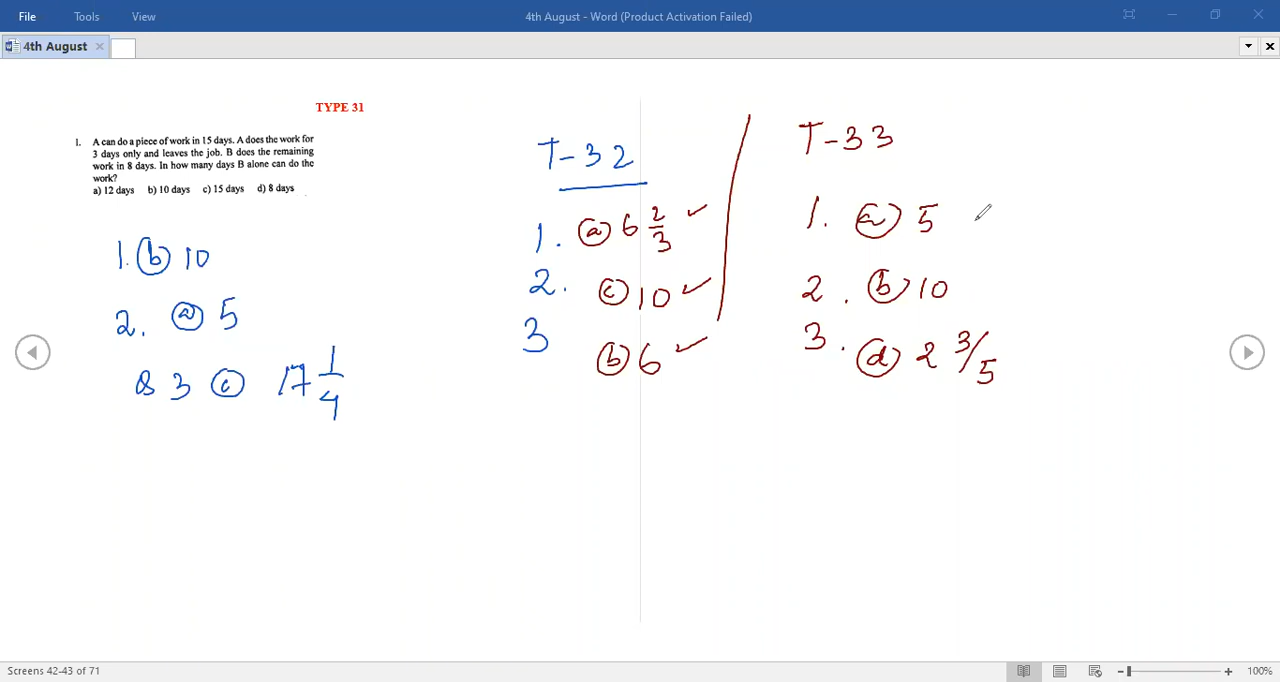 File Tools View 4th August - Word (Product Activation Failed)
4th August
TYPE 31
1. A can do a piece of work in 15 days. A does the work for
3 days only and leaves the job. B does the remaining
work in 8 days. In how many days B alone can do the
work?
a) 12 days b) 10 days c) 15 days d) 8 days
1. b 10
2. a 5
& 3 c 17 1/4
T-32
1. a 6 2/3 ✓
2. c 10 ✓
3 b 6 ✓
T-33
1. a 5
2. b 10
3. d 2 3/5
Screens 42-43 of 71
100%